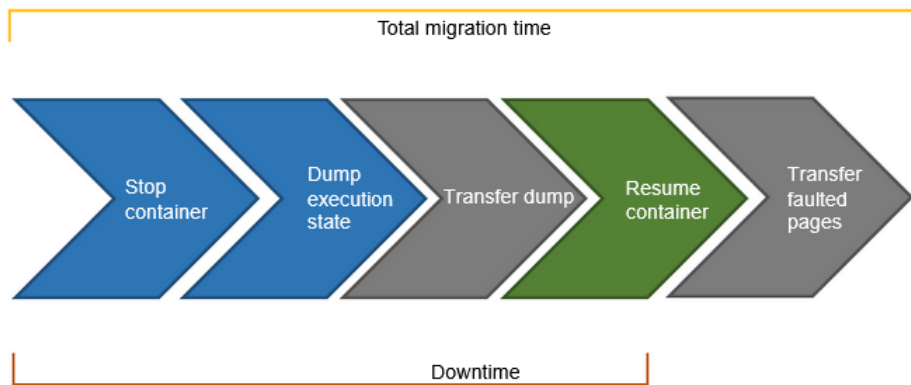 Total migration time
Stop
container
Dump
execution
state
Transfer dump
Resume
container
Transfer
faulted
pages
Downtime